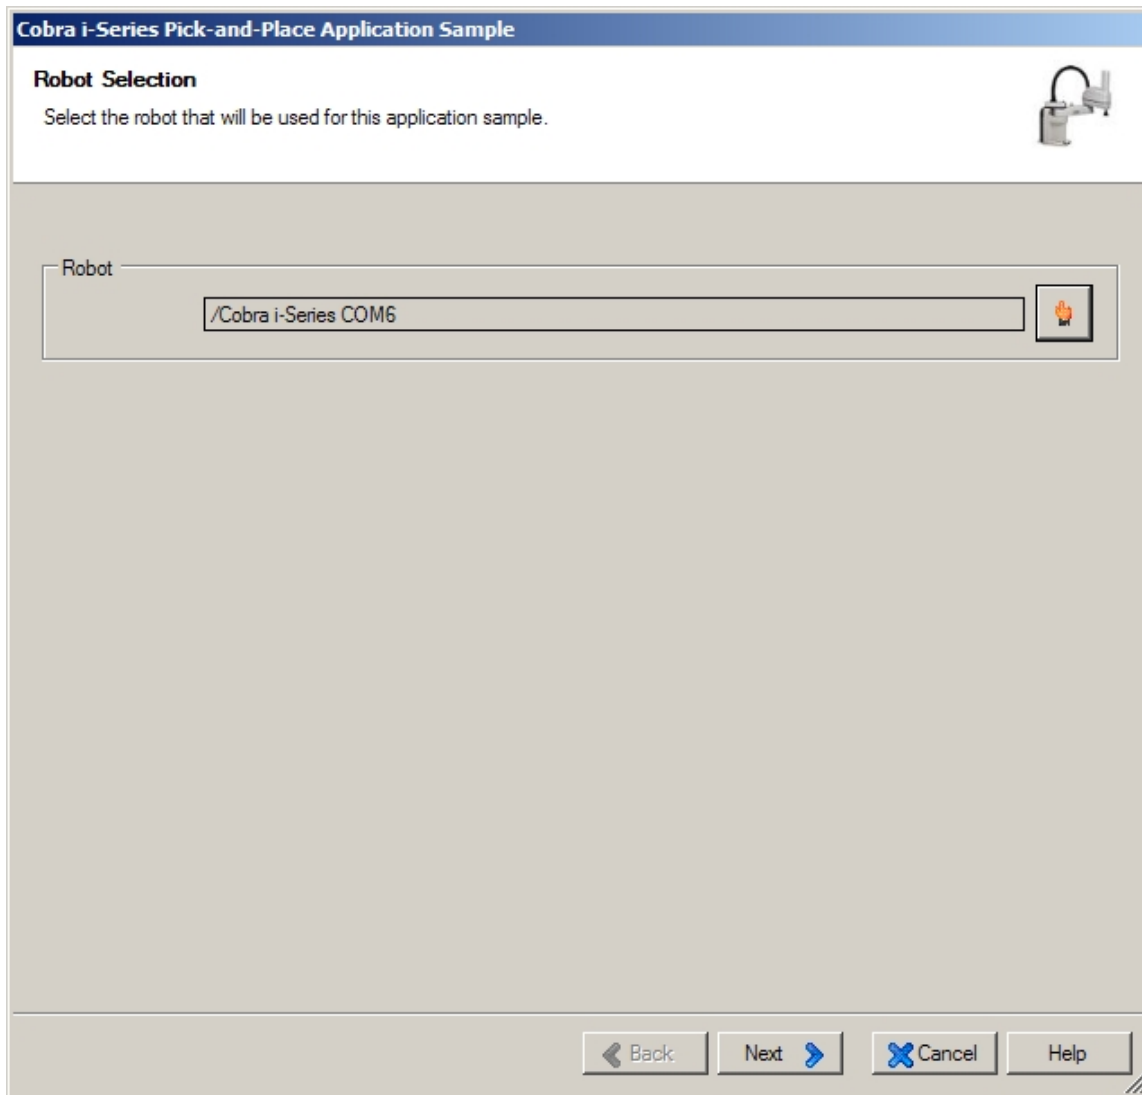 Cobra i-Series Pick-and-Place Application Sample
Robot Selection
Select the robot that will be used for this application sample.
Robot
/Cobra i-Series COM6
Back
Next
Cancel
Help